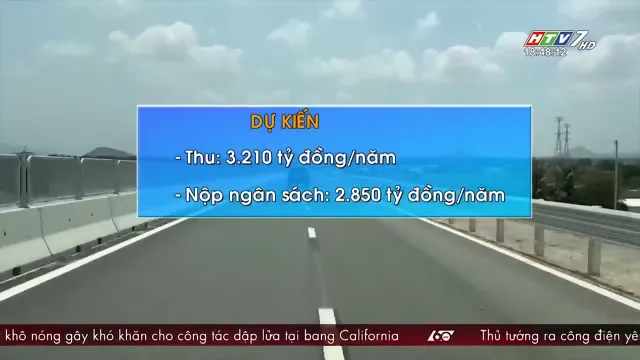 HTV7 HD
18:48:12
DỰ KIẾN
- Thu: 3.210 tỷ đồng/năm
- Nộp ngân sách: 2.850 tỷ đồng/năm
khô nóng gây khó khăn cho công tác dập lửa tại bang California
Thủ tướng ra công điện yê